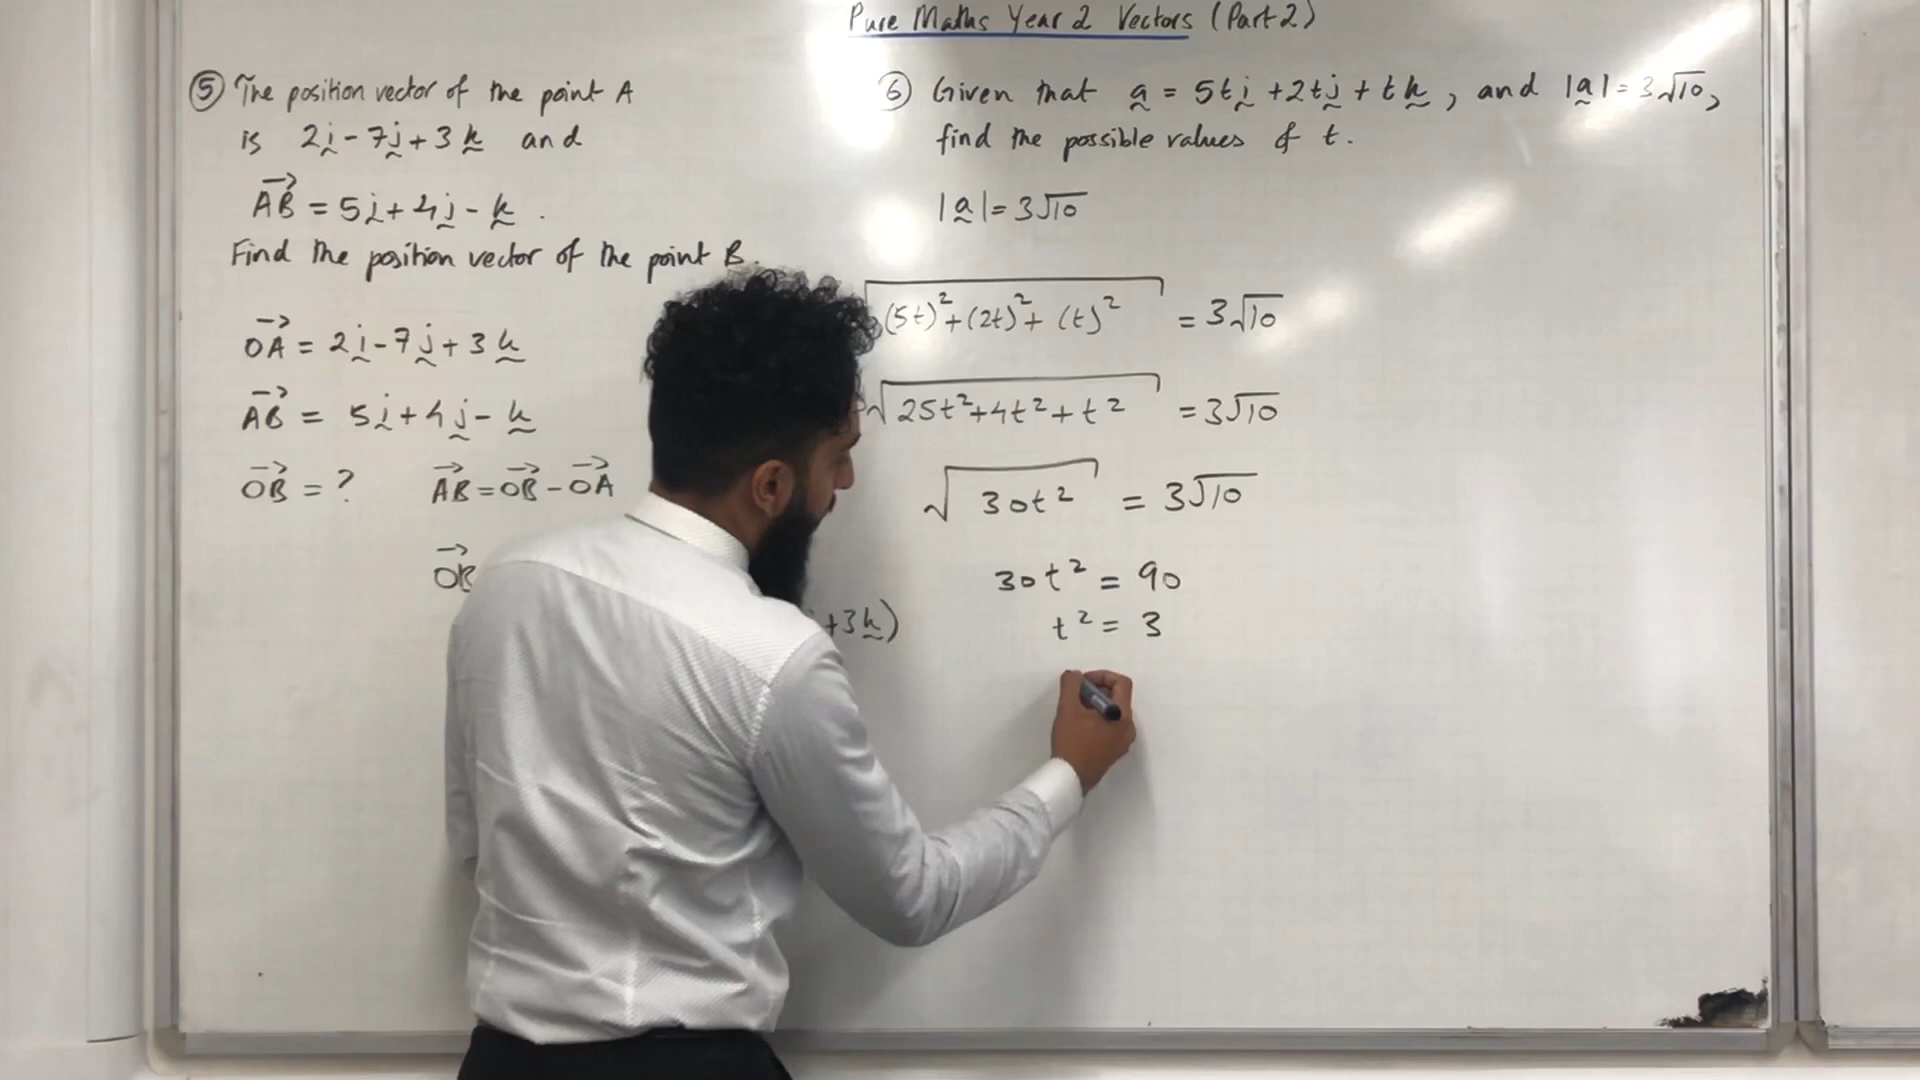 Pure Maths Year 2 Vectors (Part 2)
⑤ The position vector of the point A
is 2i - 7j + 3k and
AB = 5i + 4j - k .
Find the position vector of the point B.
OA = 2i - 7j + 3k
AB = 5i + 4j - k
OB = ? AB = OB - OA
OB
+3k)
⑥ Given that a = 5ti + 2tj + tk , and |a| = 3√10,
find the possible values of t.
|a| = 3√10
(5t)² + (2t)² + (t)² = 3√10
√25t² + 4t² + t² = 3√10
√30t² = 3√10
30t² = 90
t² = 3